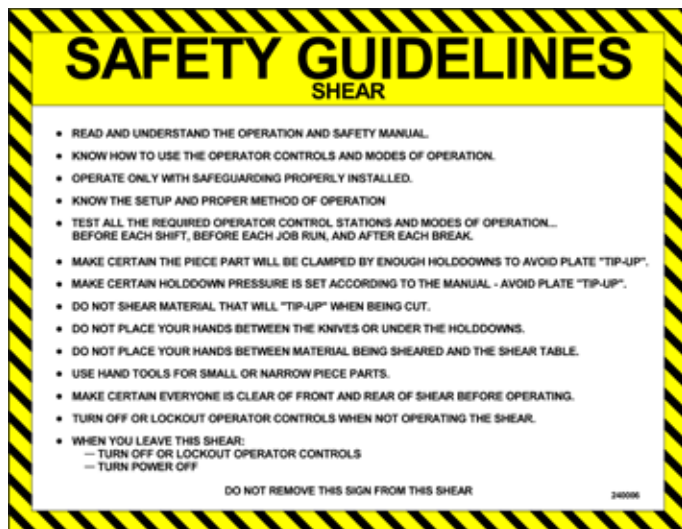 SAFETY GUIDELINES
SHEAR
• READ AND UNDERSTAND THE OPERATION AND SAFETY MANUAL.
• KNOW HOW TO USE THE OPERATOR CONTROLS AND MODES OF OPERATION.
• OPERATE ONLY WITH SAFEGUARDING PROPERLY INSTALLED.
• KNOW THE SETUP AND PROPER METHOD OF OPERATION
• TEST ALL THE REQUIRED OPERATOR CONTROL STATIONS AND MODES OF OPERATION...
BEFORE EACH SHIFT, BEFORE EACH JOB RUN, AND AFTER EACH BREAK.
• MAKE CERTAIN THE PIECE PART WILL BE CLAMPED BY ENOUGH HOLDDOWNS TO AVOID PLATE "TIP-UP".
• MAKE CERTAIN HOLDDOWN PRESSURE IS SET ACCORDING TO THE MANUAL - AVOID PLATE "TIP-UP".
• DO NOT SHEAR MATERIAL THAT WILL "TIP-UP" WHEN BEING CUT.
• DO NOT PLACE YOUR HANDS BETWEEN THE KNIVES OR UNDER THE HOLDDOWNS.
• DO NOT PLACE YOUR HANDS BETWEEN MATERIAL BEING SHEARED AND THE SHEAR TABLE.
• USE HAND TOOLS FOR SMALL OR NARROW PIECE PARTS.
• MAKE CERTAIN EVERYONE IS CLEAR OF FRONT AND REAR OF SHEAR BEFORE OPERATING.
• TURN OFF OR LOCKOUT OPERATOR CONTROLS WHEN NOT OPERATING THE SHEAR.
• WHEN YOU LEAVE THIS SHEAR:
— TURN OFF OR LOCKOUT OPERATOR CONTROLS
— TURN POWER OFF
DO NOT REMOVE THIS SIGN FROM THIS SHEAR
240006